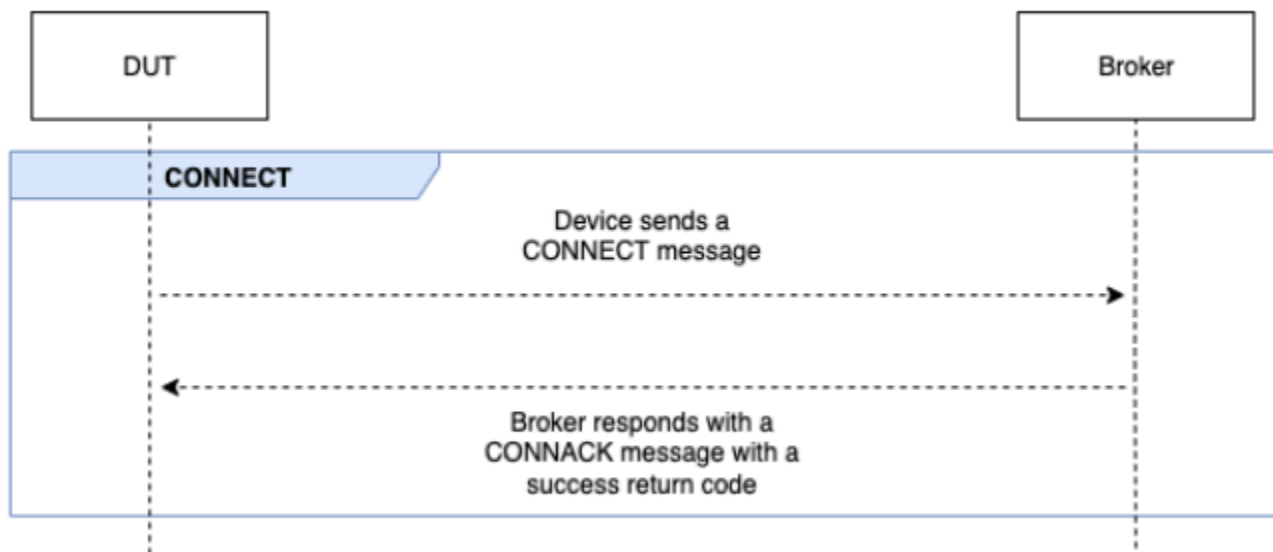 DUT
Broker
CONNECT
Device sends a
CONNECT message
Broker responds with a
CONNACK message with a
success return code